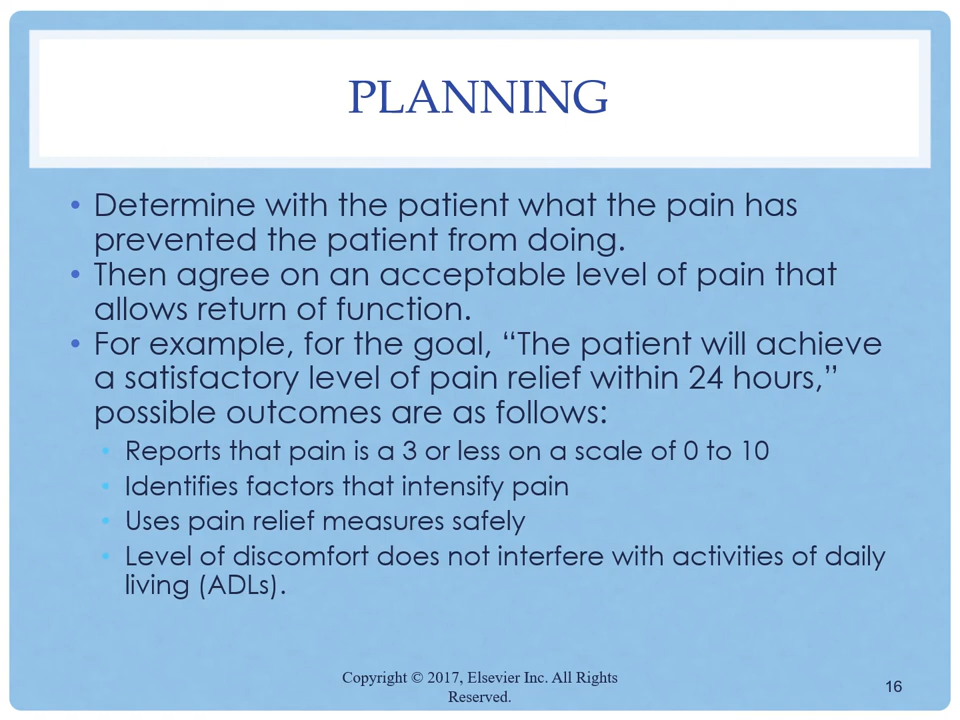 PLANNING
• Determine with the patient what the pain has
prevented the patient from doing.
• Then agree on an acceptable level of pain that
allows return of function.
• For example, for the goal, “The patient will achieve
a satisfactory level of pain relief within 24 hours,”
possible outcomes are as follows:
• Reports that pain is a 3 or less on a scale of 0 to 10
• Identifies factors that intensify pain
• Uses pain relief measures safely
• Level of discomfort does not interfere with activities of daily
living (ADLs).
Copyright © 2017, Elsevier Inc. All Rights
Reserved.
16